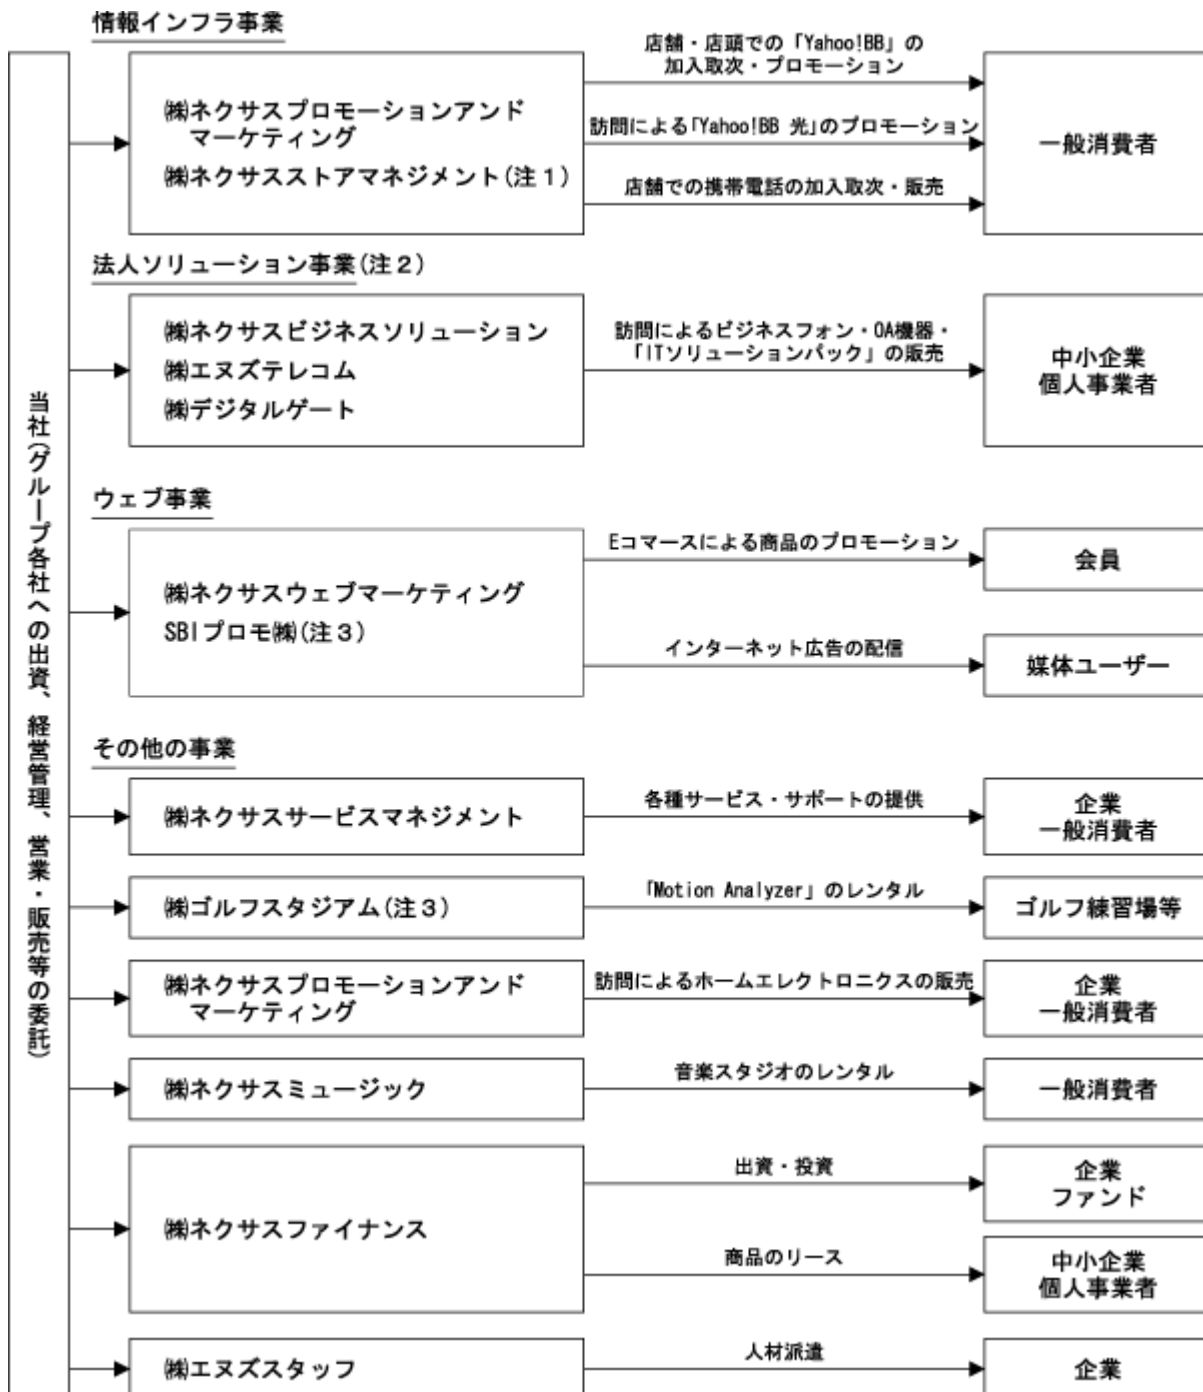 情報インフラ事業
㈱ネクサスプロモーションアンド
マーケティング
㈱ネクサスストアマネジメント(注1)
店舗・店頭での「Yahoo!BB」の
加入取次・プロモーション
訪問による「Yahoo!BB 光」のプロモーション
店舗での携帯電話の加入取次・販売
一般消費者
法人ソリューション事業(注2)
㈱ネクサスビジネスソリューション
㈱エヌズテレコム
㈱デジタルゲート
訪問によるビジネスフォン・OA機器・
「ITソリューションパック」の販売
中小企業
個人事業者
当社(グループ各社への出資、経営管理、営業・販売等の委託)
ウェブ事業
㈱ネクサスウェブマーケティング
SBIプロモ㈱(注3)
Eコマースによる商品のプロモーション
会員
インターネット広告の配信
媒体ユーザー
その他の事業
㈱ネクサスサービスマネジメント
各種サービス・サポートの提供
企業
一般消費者
㈱ゴルフスタジアム(注3)
「Motion Analyzer」のレンタル
ゴルフ練習場等
㈱ネクサスプロモーションアンド
マーケティング
訪問によるホームエレクトロニクスの販売
企業
一般消費者
㈱ネクサスミュージック
音楽スタジオのレンタル
一般消費者
㈱ネクサスファイナンス
出資・投資
企業
ファンド
商品のリース
中小企業
個人事業者
㈱エヌズスタッフ
人材派遣
企業